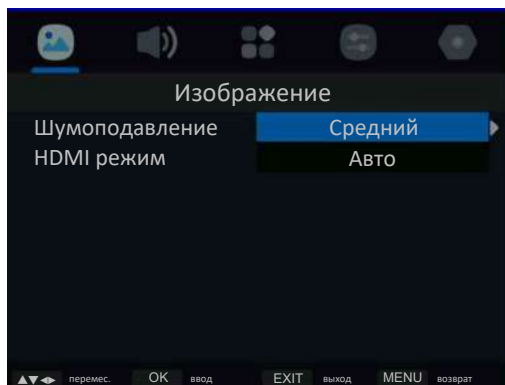 Изображение
Шумоподавление Средний
HDMI режим Авто
перемес. OK ввод EXIT выход MENU возврат